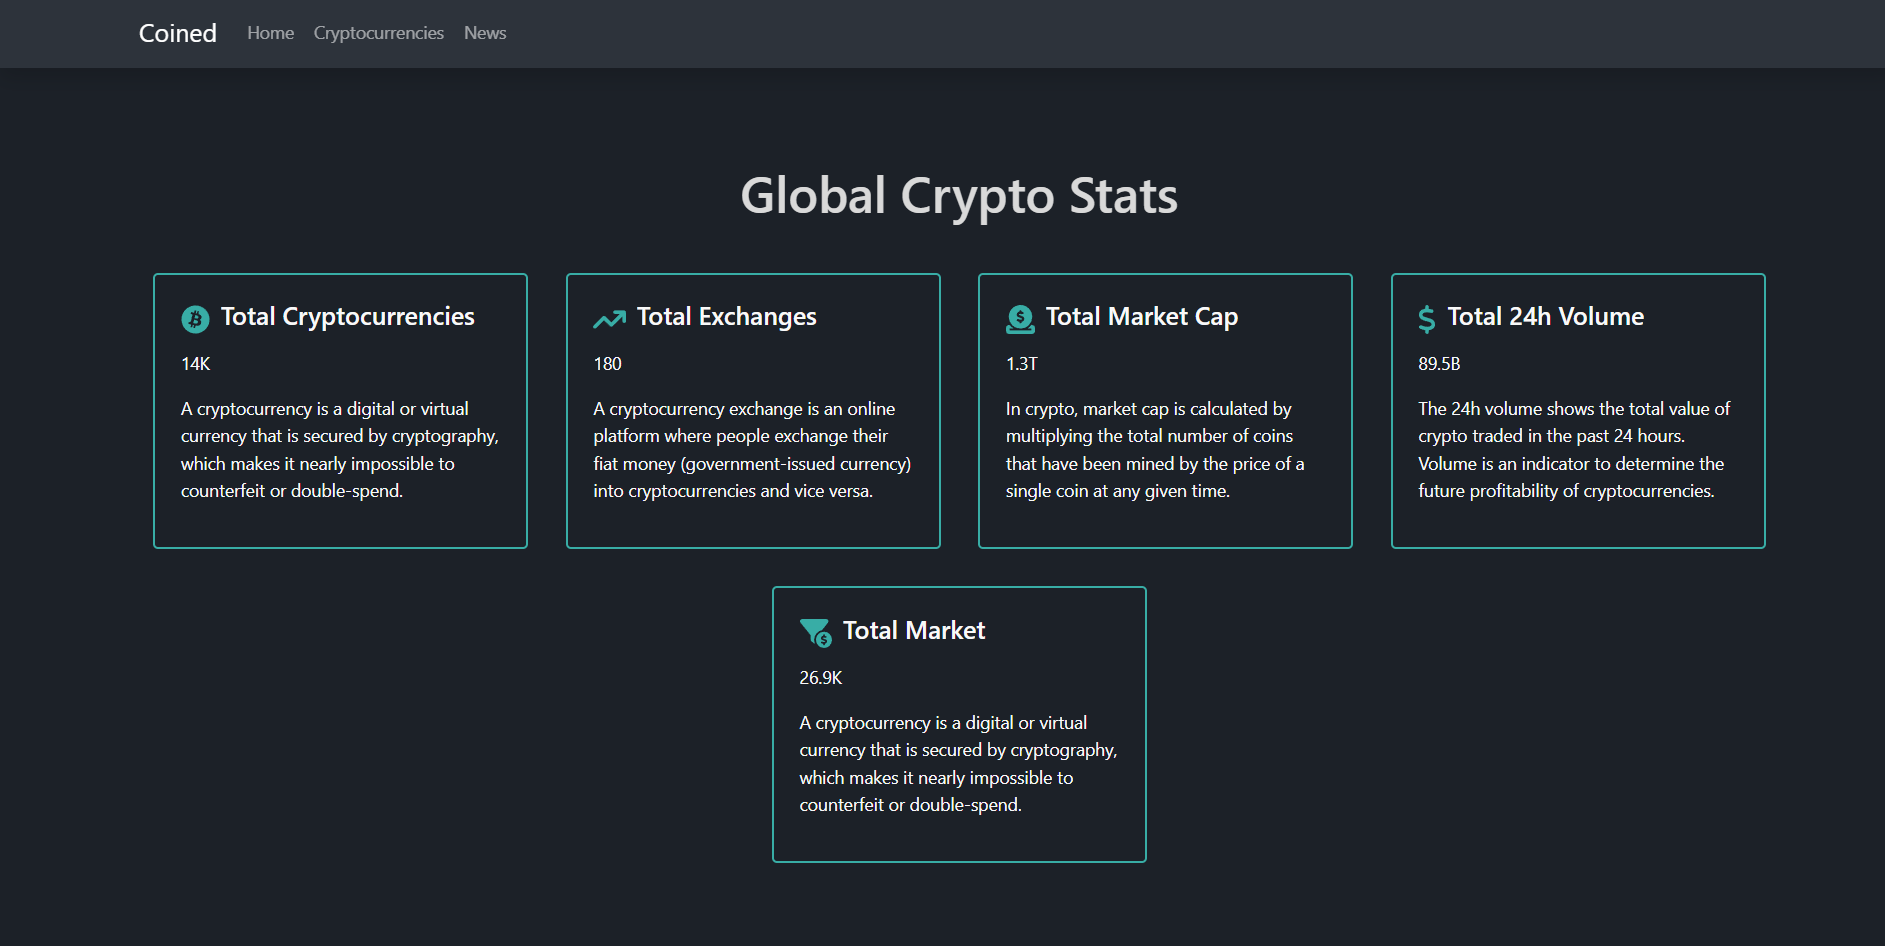 Coined Home Cryptocurrencies News
Global Crypto Stats
Total Cryptocurrencies
14K
A cryptocurrency is a digital or virtual
currency that is secured by cryptography,
which makes it nearly impossible to
counterfeit or double-spend.
Total Exchanges
180
A cryptocurrency exchange is an online
platform where people exchange their
fiat money (government-issued currency)
into cryptocurrencies and vice versa.
Total Market Cap
1.3T
In crypto, market cap is calculated by
multiplying the total number of coins
that have been mined by the price of a
single coin at any given time.
Total 24h Volume
89.5B
The 24h volume shows the total value of
crypto traded in the past 24 hours.
Volume is an indicator to determine the
future profitability of cryptocurrencies.
Total Market
26.9K
A cryptocurrency is a digital or virtual
currency that is secured by cryptography,
which makes it nearly impossible to
counterfeit or double-spend.